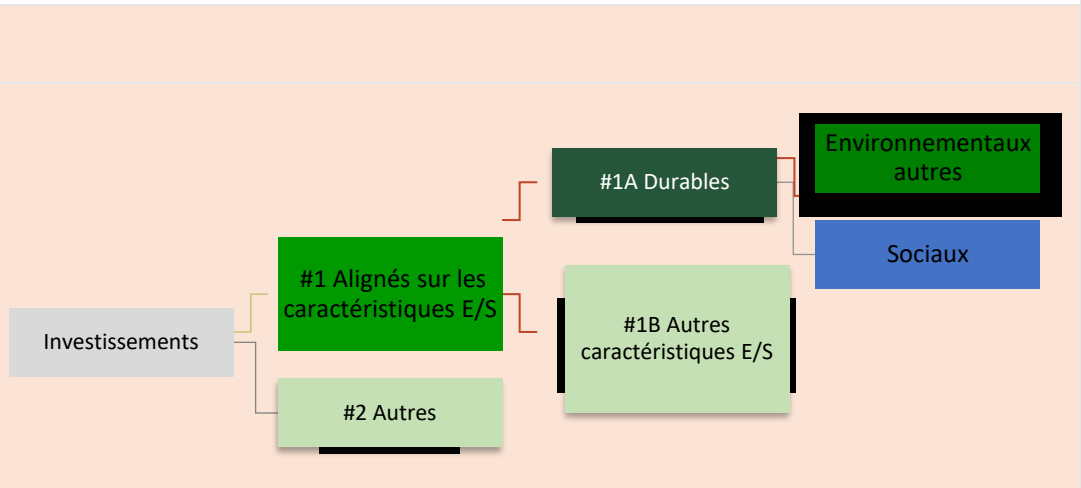 Investissements
#1 Alignés sur les
caractéristiques E/S
#2 Autres
#1A Durables
#1B Autres
caractéristiques E/S
Environnementaux
autres
Sociaux